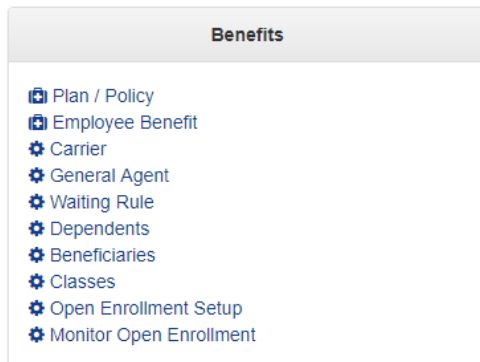 Benefits
Plan / Policy
Employee Benefit
Carrier
General Agent
Waiting Rule
Dependents
Beneficiaries
Classes
Open Enrollment Setup
Monitor Open Enrollment